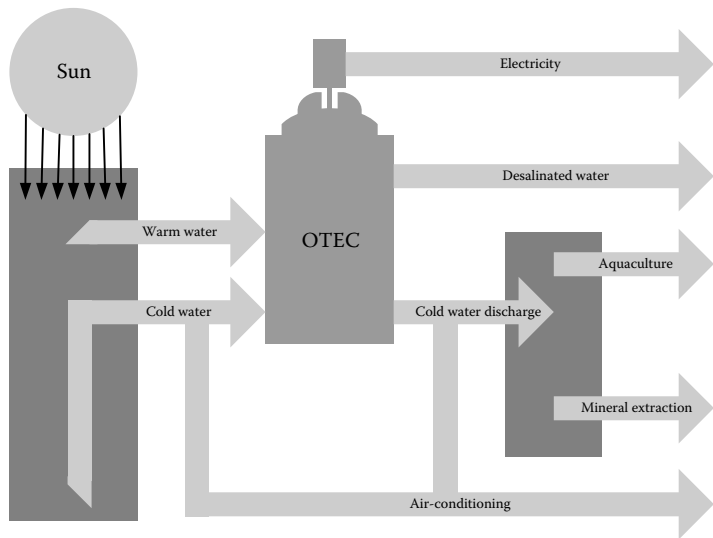 Sun
Electricity
Desalinated water
Warm water
OTEC
Aquaculture
Cold water
Cold water discharge
Mineral extraction
Air-conditioning